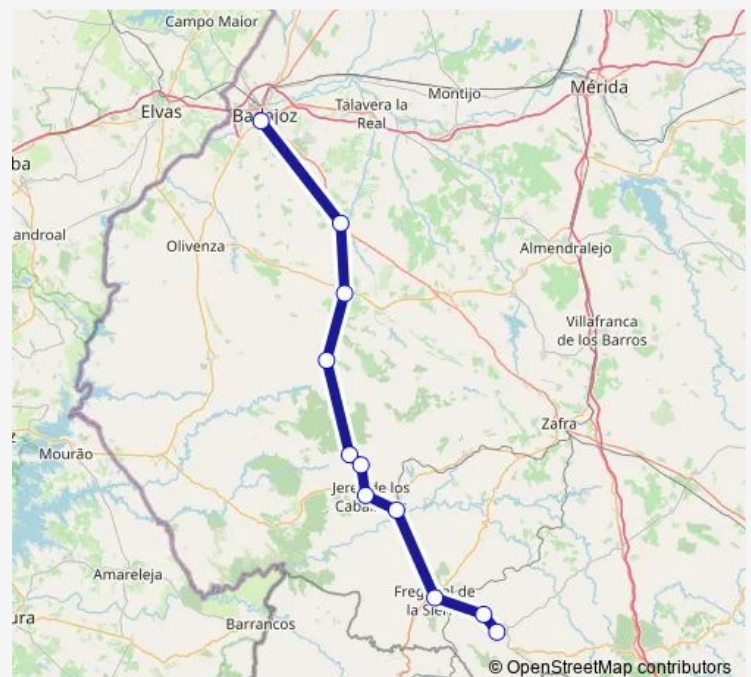 Campo Maior
Elvas
Talavera la
Real
Montijo
Mérida
ba
androal
Olivenza
Almendralejo
Villafranca
de los Barros
Zafra
Mourão
Amareleja
ura
Barrancos
© OpenStreetMap contributors